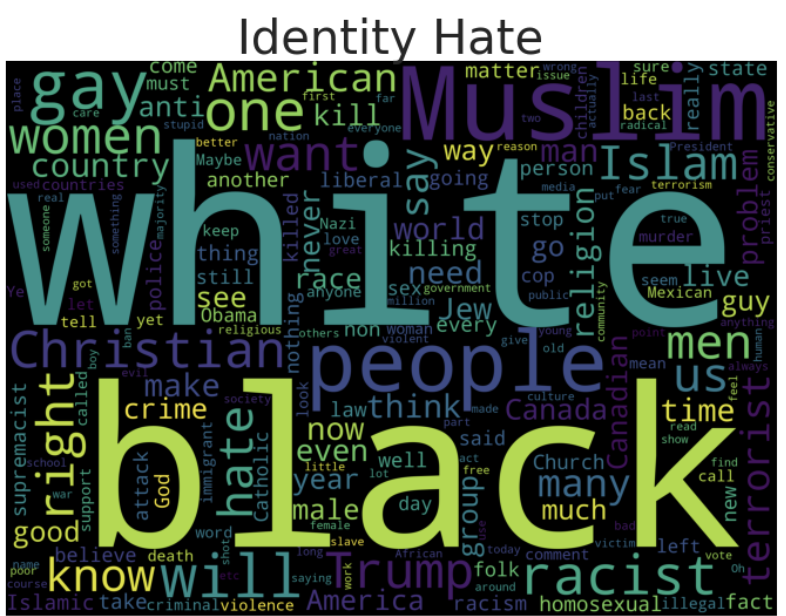 Identity Hate
gay come must American matter issue sure life state
place care anti one first kill far Muslim children really
women stupid better everyone two wrong actually last back radical conservative
country nation want way reason man person Islam President problem priest
used countries Maybe another liberal say going media put fear terrorism
white
someone real something majority police keep thing still killed never Nazi love world killing stop go cop religion true murder
Ye got let see Obama race anyone sex need Jew seem live Mexican guy
tell yet religious nothing great million government every public community anything
Christian others non woman violent people give young old men point always human
boy ban evil make society look law think made culture Canada Canadian mean us feel
supremacist right called crime hate Catholic now said part time read show terrorist
black
school war support attack God immigrant little even year well lot act free Church many call find new
good word male day group much bad
believe death female slave shot long African use today comment victim left vote
poor name know will etc saying Trump folk around racist Oh
course Islamic take criminal violence America work racism homosexual illegal fact